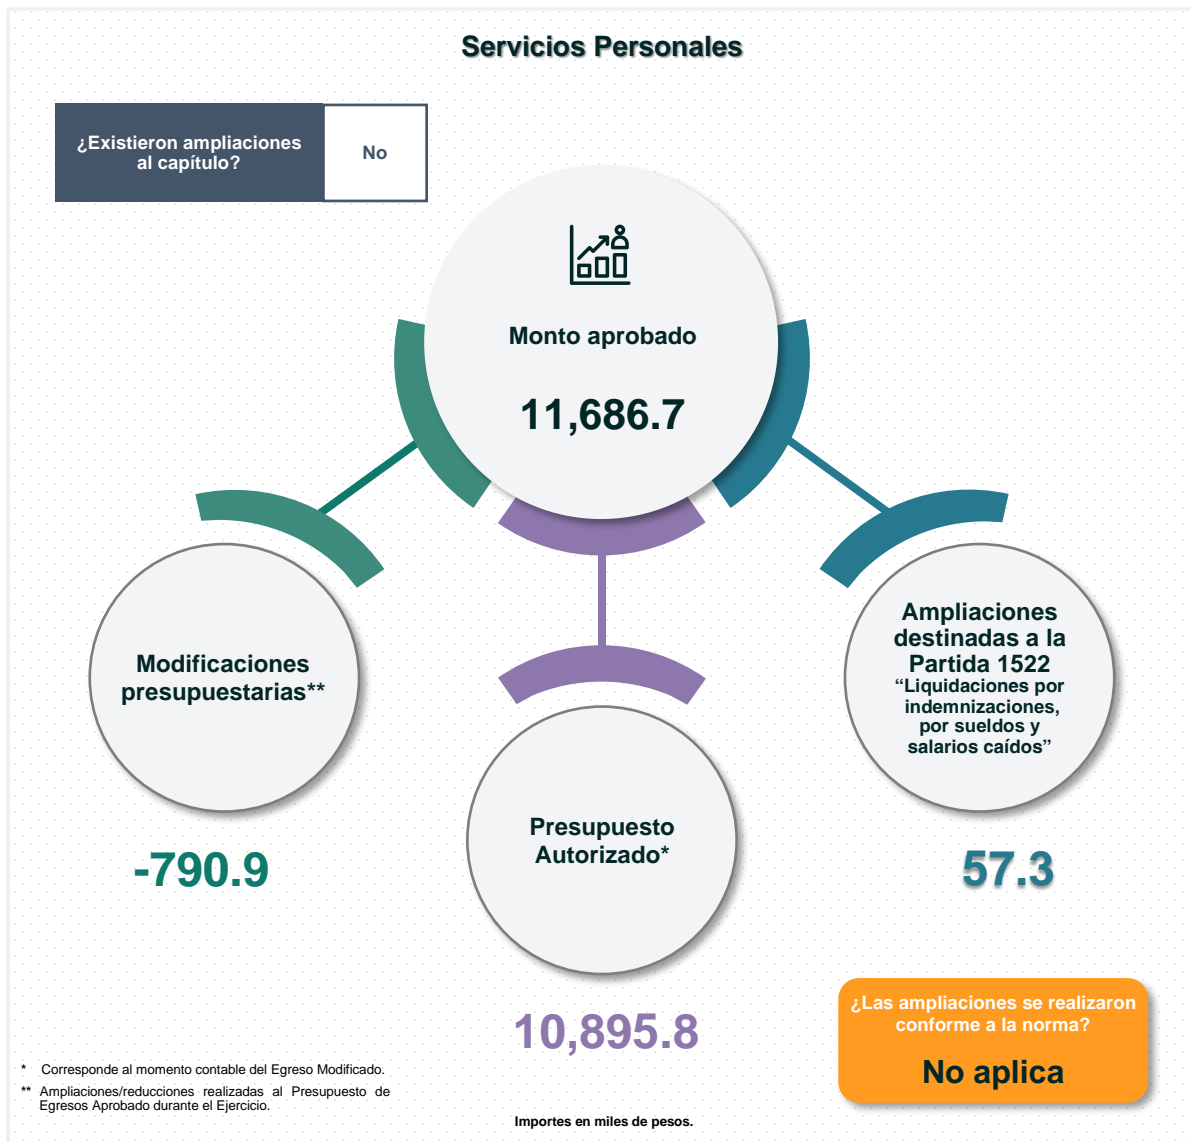 Servicios Personales
¿Existieron ampliaciones
al capítulo?
No
Monto aprobado
11,686.7
Modificaciones
presupuestarias**
-790.9
Presupuesto
Autorizado*
10,895.8
Ampliaciones
destinadas a la
Partida 1522
“Liquidaciones por
indemnizaciones,
por sueldos y
salarios caídos”
57.3
¿Las ampliaciones se realizaron
conforme a la norma?
No aplica
* Corresponde al momento contable del Egreso Modificado.
** Ampliaciones/reducciones realizadas al Presupuesto de
Egresos Aprobado durante el Ejercicio.
Importes en miles de pesos.